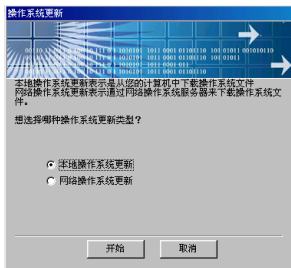 操作系统更新
本地操作系统更新表示是从您的计算机中下载操作系统文件
网络操作系统更新表示通过网络操作系统服务器来下载操作系统文
件。
想选择哪种操作系统更新类型？
本地操作系统更新
网络操作系统更新
开始
取消